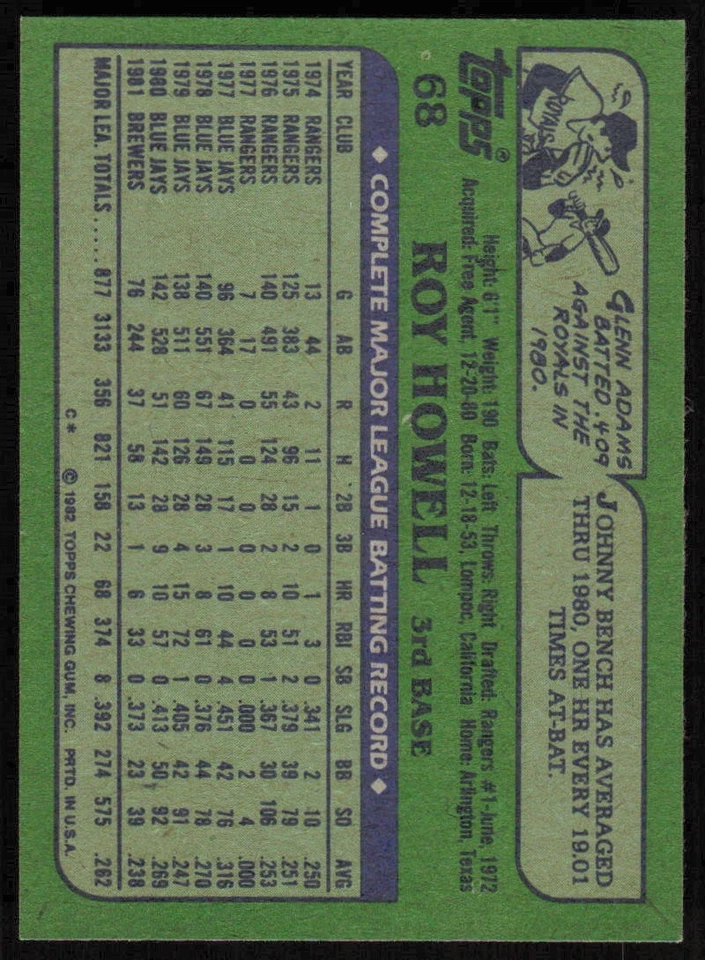 ROYALS
GLENN ADAMS
BATTED .409
AGAINST THE
ROYALS IN
1980.
JOHNNY BENCH HAS AVERAGED
THRU 1980, ONE HR EVERY 19.01
TIMES AT-BAT.
TOPPS®
68
Height: 6'1" Weight: 190 Bats: Left Throws: Right Drafted: Rangers #1-June, 1972
Acquired: Free Agent, 12-20-80 Born: 12-18-53, Lompoc, California Home: Arlington, Texas
ROY HOWELL 3rd BASE
◆ COMPLETE MAJOR LEAGUE BATTING RECORD ◆
YEAR CLUB G AB R H 2B 3B HR RBI SB SLG BB SO AVG
1974 RANGERS 13 44 2 11 1 0 1 3 0 .341 2 10 .250
1975 RANGERS 125 383 43 96 15 2 10 51 2 .379 39 79 .251
1976 RANGERS 140 491 55 124 28 2 8 53 1 .367 30 106 .253
1977 RANGERS 7 17 0 0 0 0 0 0 0 .000 2 4 .000
1977 BLUE JAYS 96 364 41 115 17 1 10 44 4 .451 42 76 .316
1978 BLUE JAYS 140 551 67 149 28 3 8 61 0 .376 44 78 .270
1979 BLUE JAYS 138 511 60 126 28 4 15 72 1 .405 42 91 .247
1980 BLUE JAYS 142 528 51 142 28 9 10 57 0 .413 50 92 .269
1981 BREWERS 76 244 37 58 13 1 6 33 0 .373 23 39 .238
MAJOR LEA. TOTALS ..... 877 3133 356 821 158 22 68 374 8 .392 274 575 .262
C* © 1982 TOPPS CHEWING GUM, INC. PRTD. IN U.S.A.